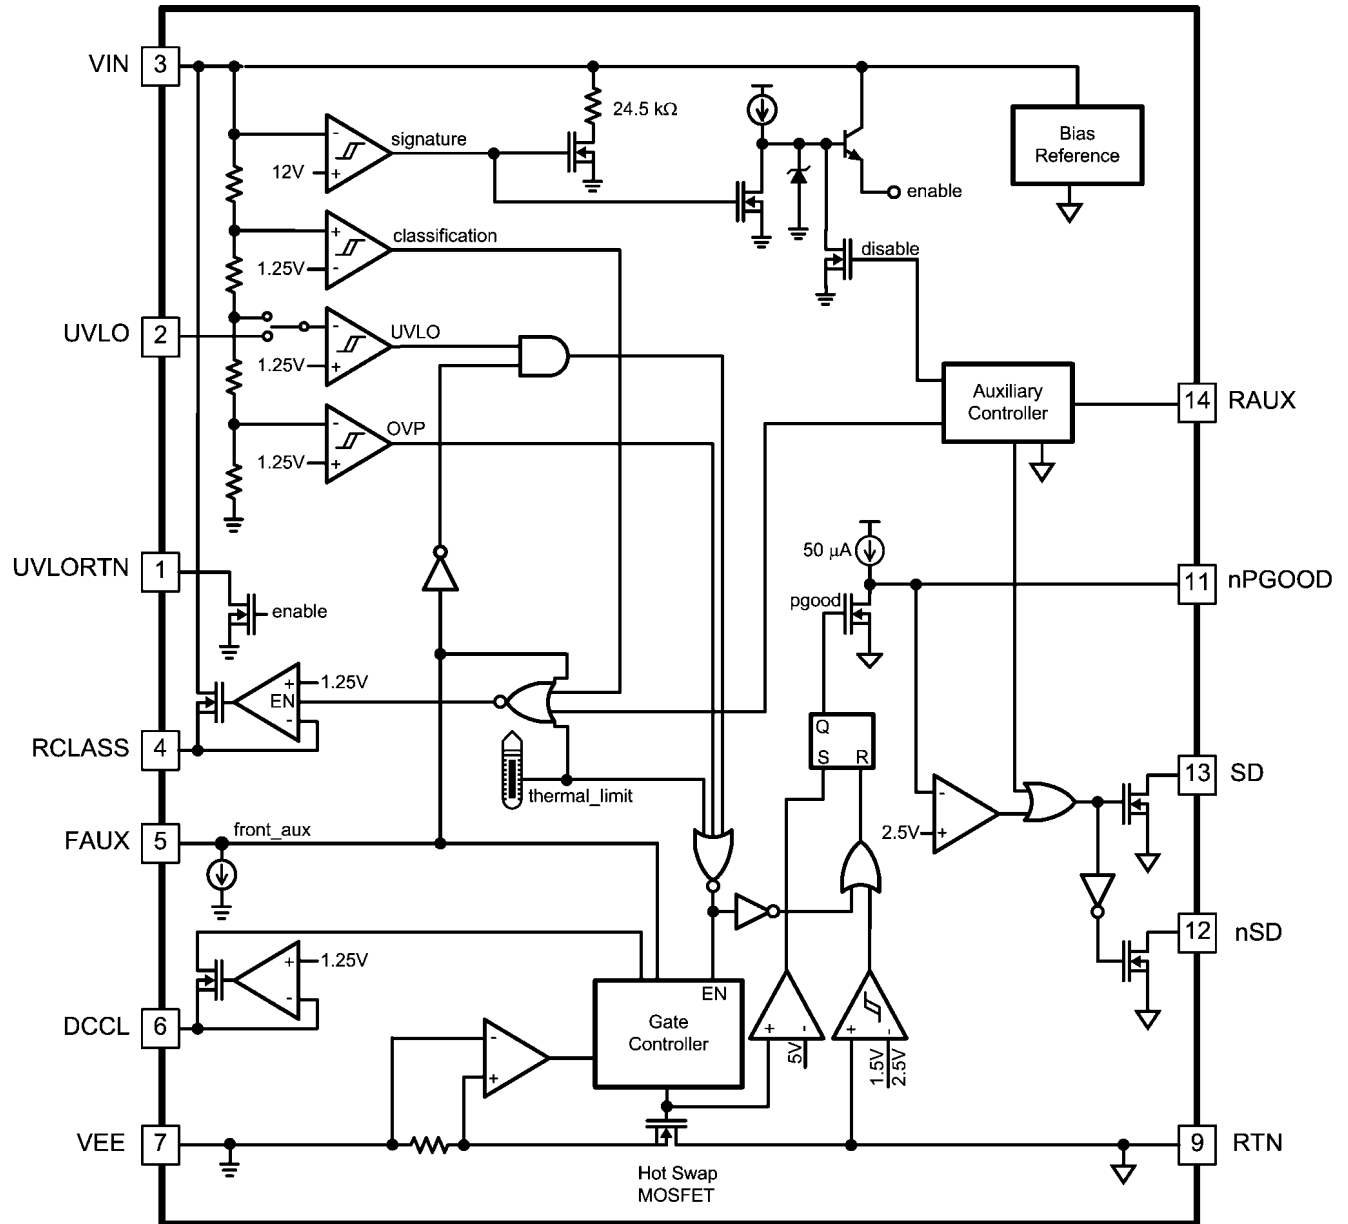 VIN
3
24.5 kΩ
Bias
Reference
-
signature
12V
+
enable
+
classification
1.25V
-
disable
UVLO
2
-
UVLO
1.25V
+
Auxiliary
Controller
14
RAUX
-
OVP
1.25V
+
50 µA
UVLORTN
1
11
nPGOOD
pgood
enable
+
1.25V
EN
-
RCLASS
4
Q
S
R
13
SD
thermal_limit
-
2.5V
+
FAUX
5
front_aux
12
nSD
+
1.25V
-
EN
DCCL
6
Gate
Controller
-
+
+
-
5V
+
-
1.5V
2.5V
VEE
7
9
RTN
Hot Swap
MOSFET